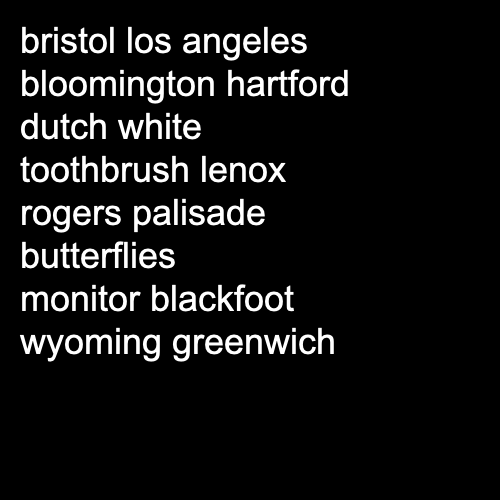 bristol los angeles
bloomington hartford
dutch white
toothbrush lenox
rogers palisade
butterflies
monitor blackfoot
wyoming greenwich